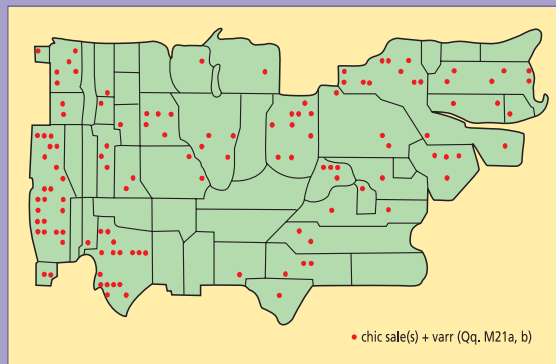 • chic sale(s) + varr (Qq. M21a, b)